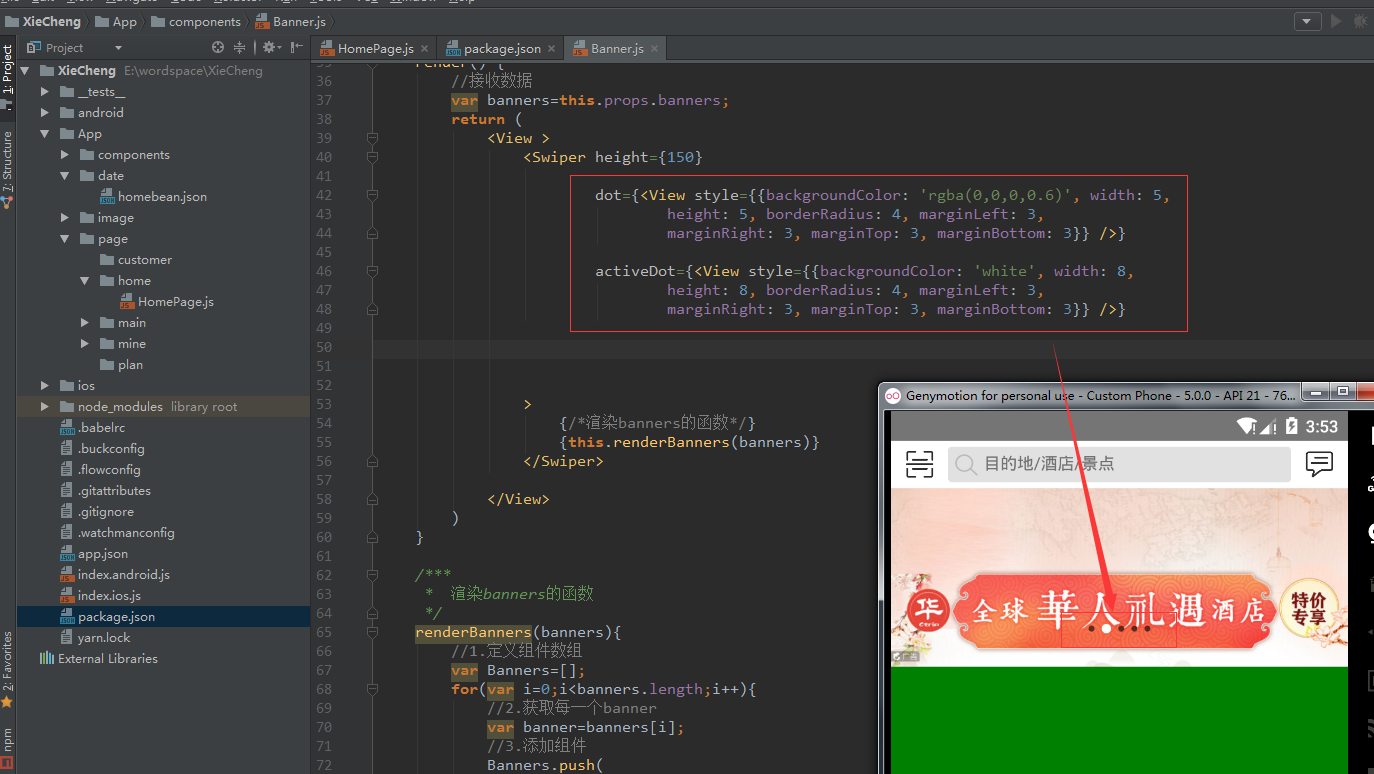 XieCheng
App
components
Banner.js
1: Project
7: Structure
2: Favorites
npm
Project
XieCheng E:\wordspace\XieCheng
__tests__
android
App
components
date
homebean.json
image
page
customer
home
HomePage.js
main
mine
plan
ios
node_modules library root
.babelrc
.buckconfig
.flowconfig
.gitattributes
.gitignore
.watchmanconfig
app.json
index.android.js
index.ios.js
package.json
yarn.lock
External Libraries
HomePage.js
package.json
Banner.js
render() {
36 //接收数据
37 var banners=this.props.banners;
38 return (
39 <View >
40 <Swiper height={150}
41
42 dot={<View style={{backgroundColor: 'rgba(0,0,0,0.6)', width: 5,
43 height: 5, borderRadius: 4, marginLeft: 3,
44 marginRight: 3, marginTop: 3, marginBottom: 3}} />}
45
46 activeDot={<View style={{backgroundColor: 'white', width: 8,
47 height: 8, borderRadius: 4, marginLeft: 3,
48 marginRight: 3, marginTop: 3, marginBottom: 3}} />}
49
50
51
52
53 >
54 {/*渲染banners的函数*/}
55 {this.renderBanners(banners)}
56 </Swiper>
57
58 </View>
59 )
60 }
61
62 /***
63 * 渲染banners的函数
64 */
65 renderBanners(banners){
66 //1.定义组件数组
67 var Banners=[];
68 for(var i=0;i<banners.length;i++){
69 //2.获取每一个banner
70 var banner=banners[i];
71 //3.添加组件
72 Banners.push(
Genymotion for personal use - Custom Phone - 5.0.0 - API 21 - 76...
3:53
目的地/酒店/景点
华
Ctrip
全球華人礼遇酒店
特价
专享
广告